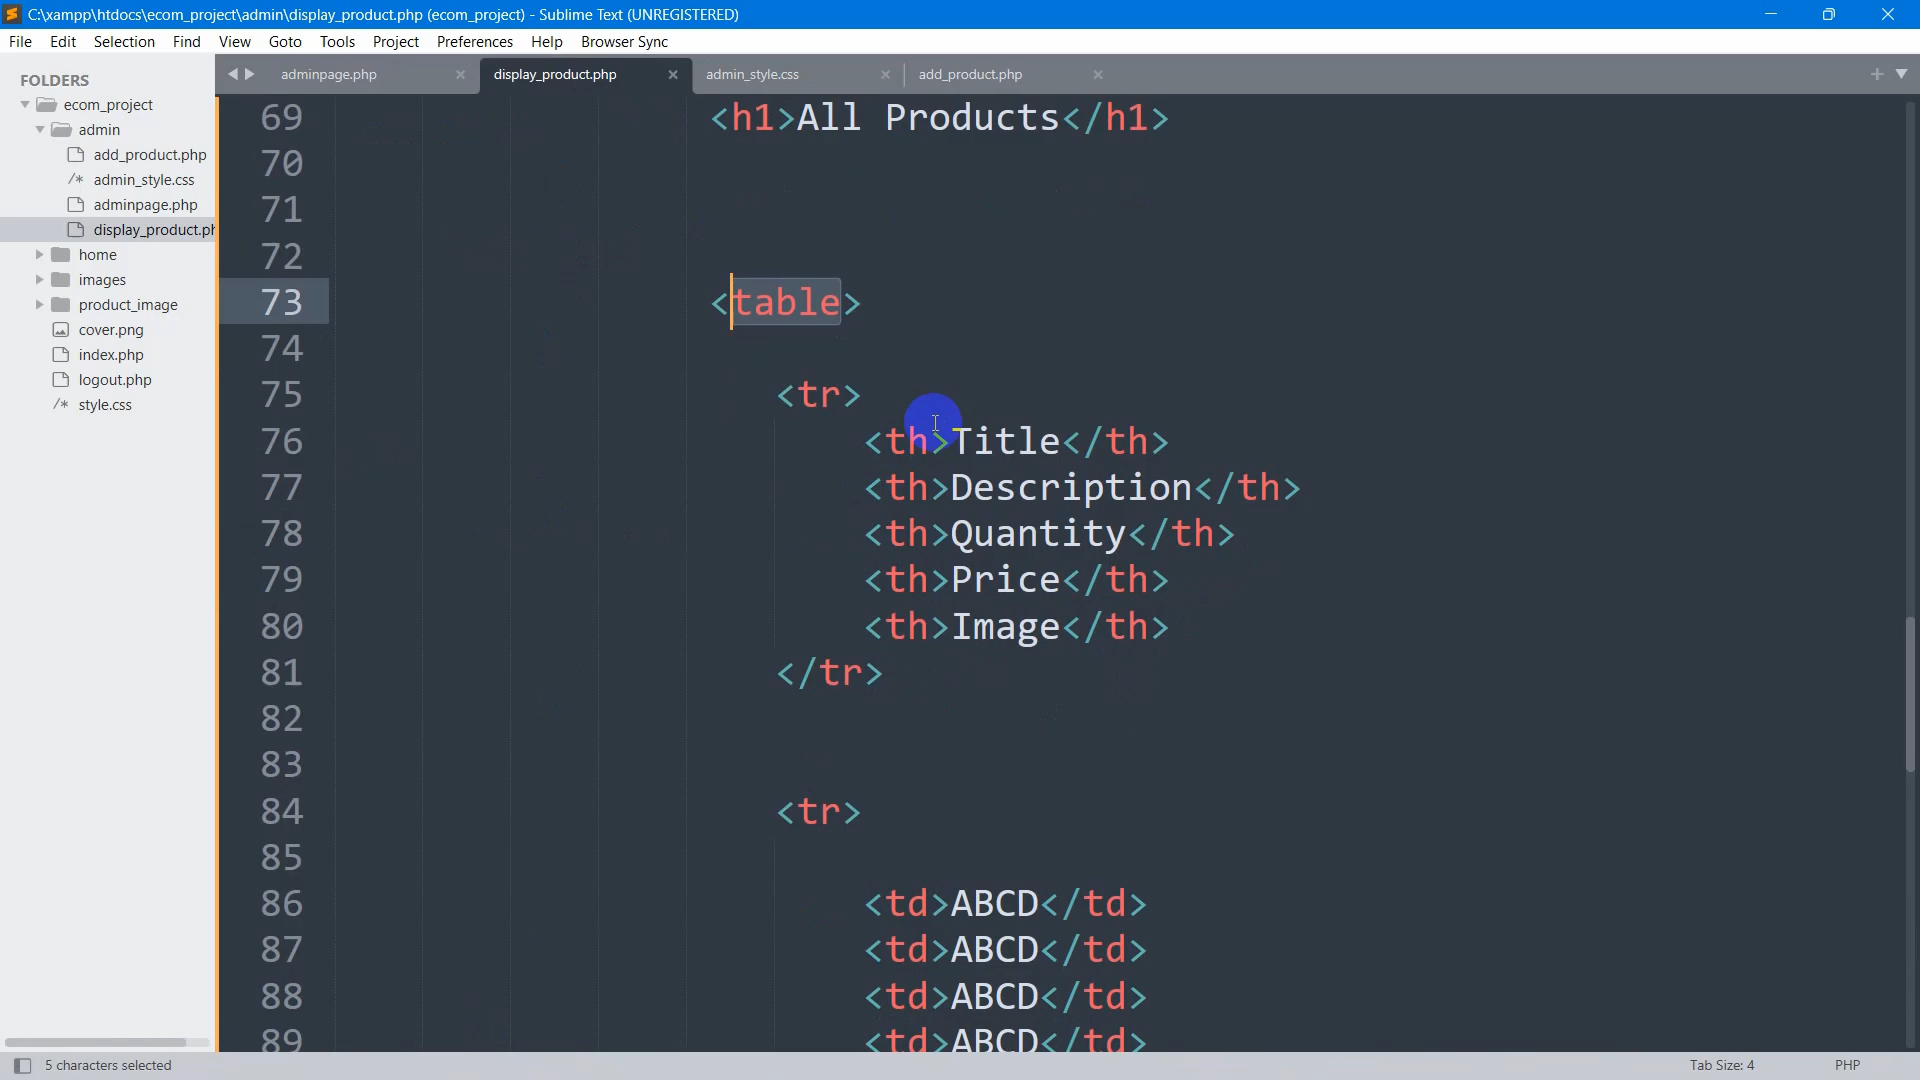 C:\xampp\htdocs\ecom_project\admin\display_product.php (ecom_project) - Sublime Text (UNREGISTERED)
File Edit Selection Find View Goto Tools Project Preferences Help Browser Sync
FOLDERS
ecom_project
admin
add_product.php
/* admin_style.css
adminpage.php
display_product.ph
home
images
product_image
cover.png
index.php
logout.php
/* style.css
adminpage.php display_product.php admin_style.css add_product.php
69 <h1>All Products</h1>
70
71
72
73 <table>
74
75 <tr>
76 <th>Title</th>
77 <th>Description</th>
78 <th>Quantity</th>
79 <th>Price</th>
80 <th>Image</th>
81 </tr>
82
83
84 <tr>
85
86 <td>ABCD</td>
87 <td>ABCD</td>
88 <td>ABCD</td>
89 <td>ABCD</td>
5 characters selected Tab Size: 4 PHP